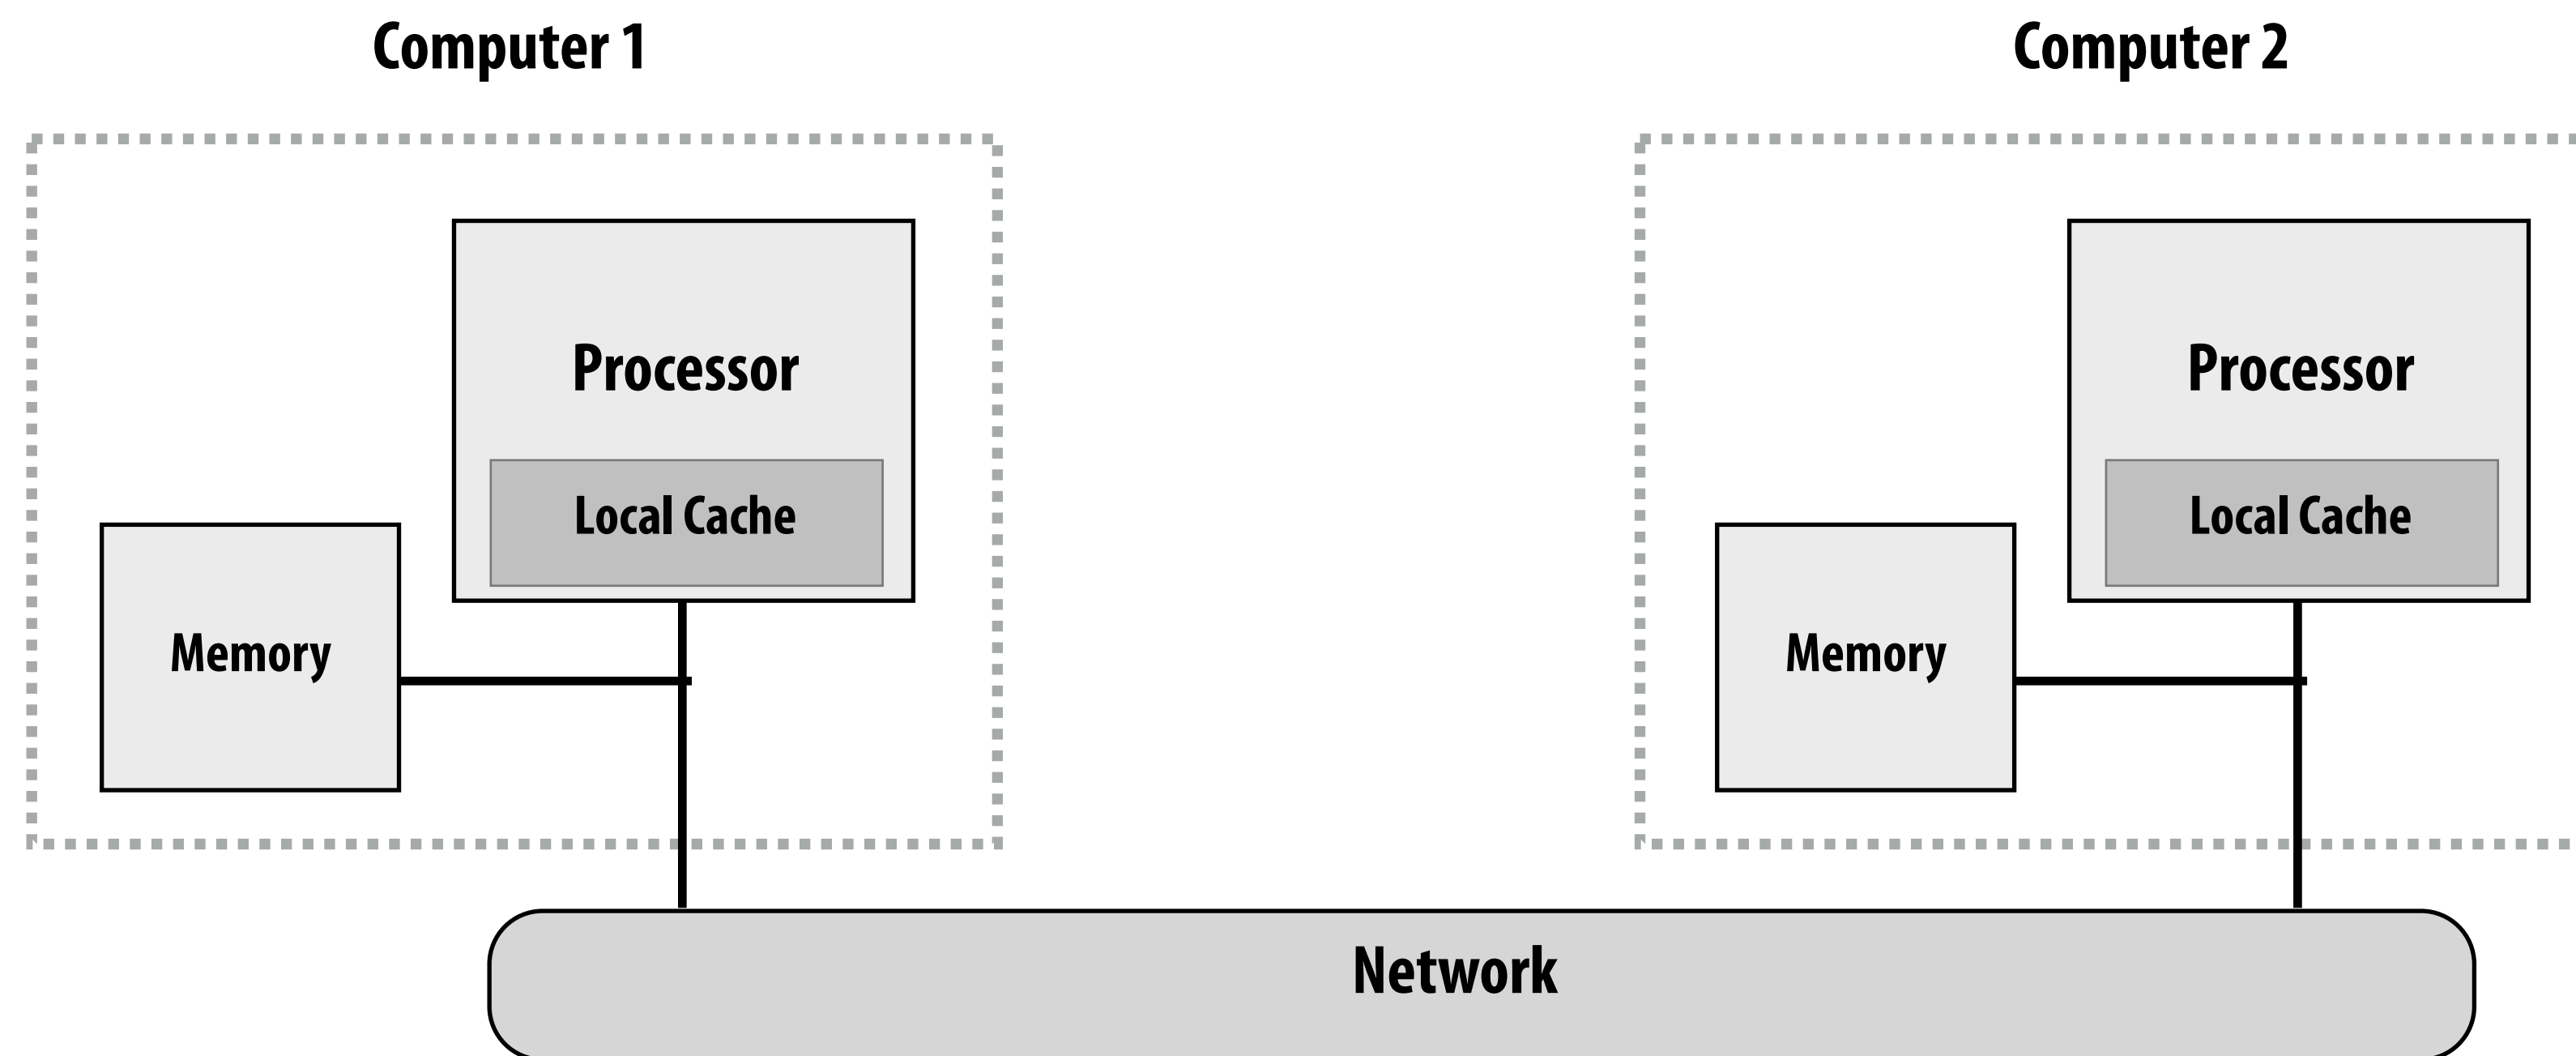 Computer 1
Computer 2
Processor
Local Cache
Memory
Processor
Local Cache
Memory
Network